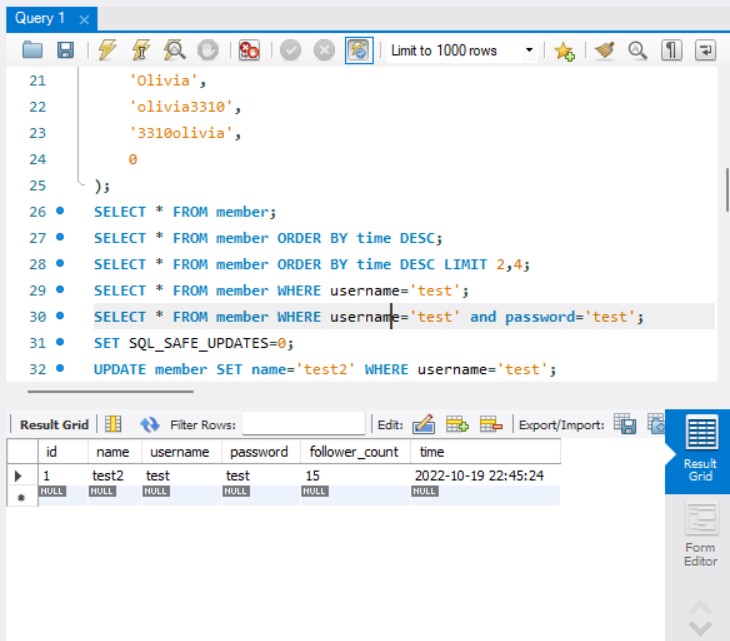 Query 1 ×
Limit to 1000 rows
21 'Olivia',
22 'olivia3310',
23 '3310olivia',
24 0
25 );
26 SELECT * FROM member;
27 SELECT * FROM member ORDER BY time DESC;
28 SELECT * FROM member ORDER BY time DESC LIMIT 2,4;
29 SELECT * FROM member WHERE username='test';
30 SELECT * FROM member WHERE username='test' and password='test';
31 SET SQL_SAFE_UPDATES=0;
32 UPDATE member SET name='test2' WHERE username='test';
Result Grid Filter Rows: Edit: Export/Import:
id name username password follower_count time
1 test2 test test 15 2022-10-19 22:45:24
NULL NULL NULL NULL NULL NULL
Result
Grid
Form
Editor